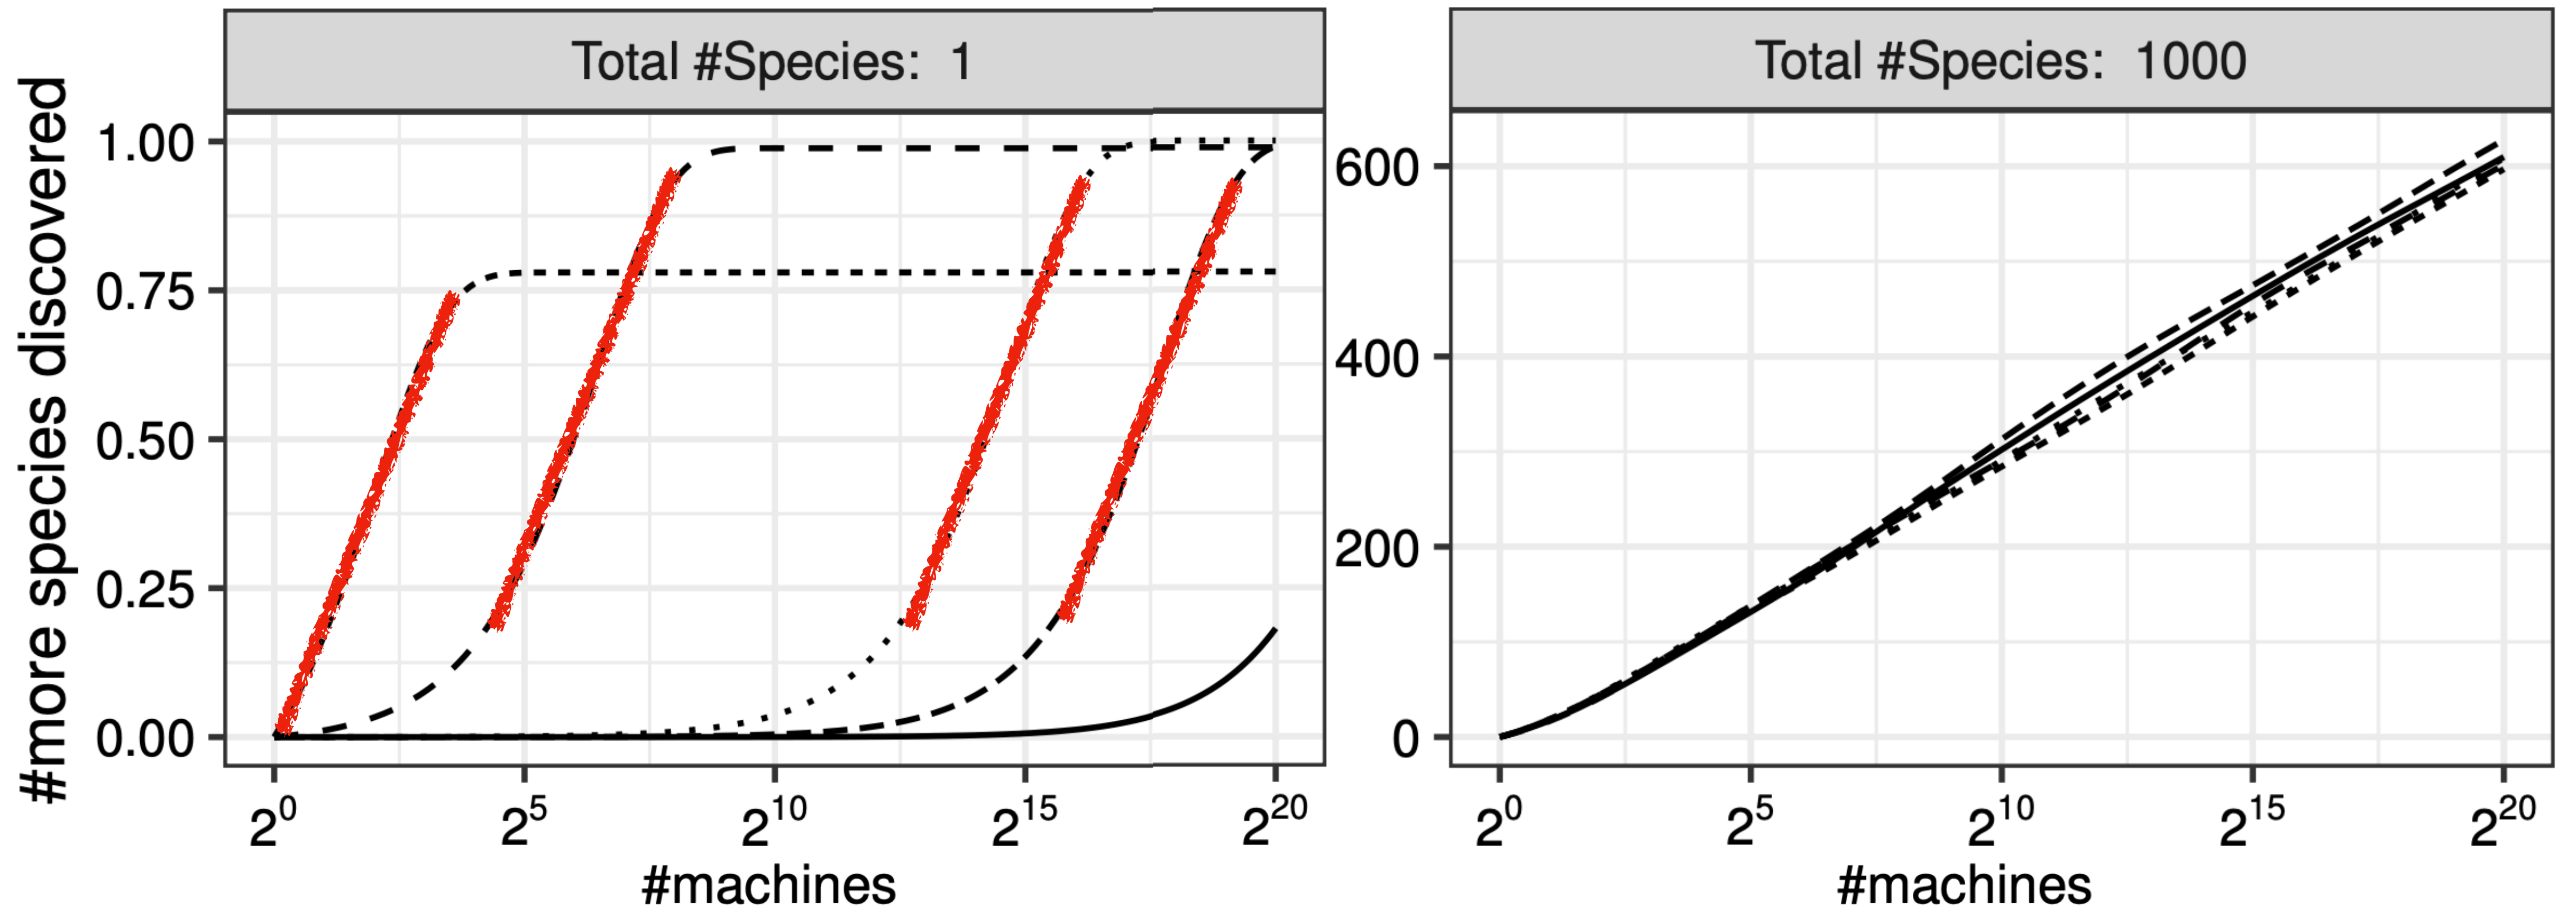 Total #Species: 1
Total #Species: 1000
#more species discovered
1.00
0.75
0.50
0.25
0.00
600
400
200
0
2^0 2^5 2^10 2^15 2^20
2^0 2^5 2^10 2^15 2^20
#machines
#machines